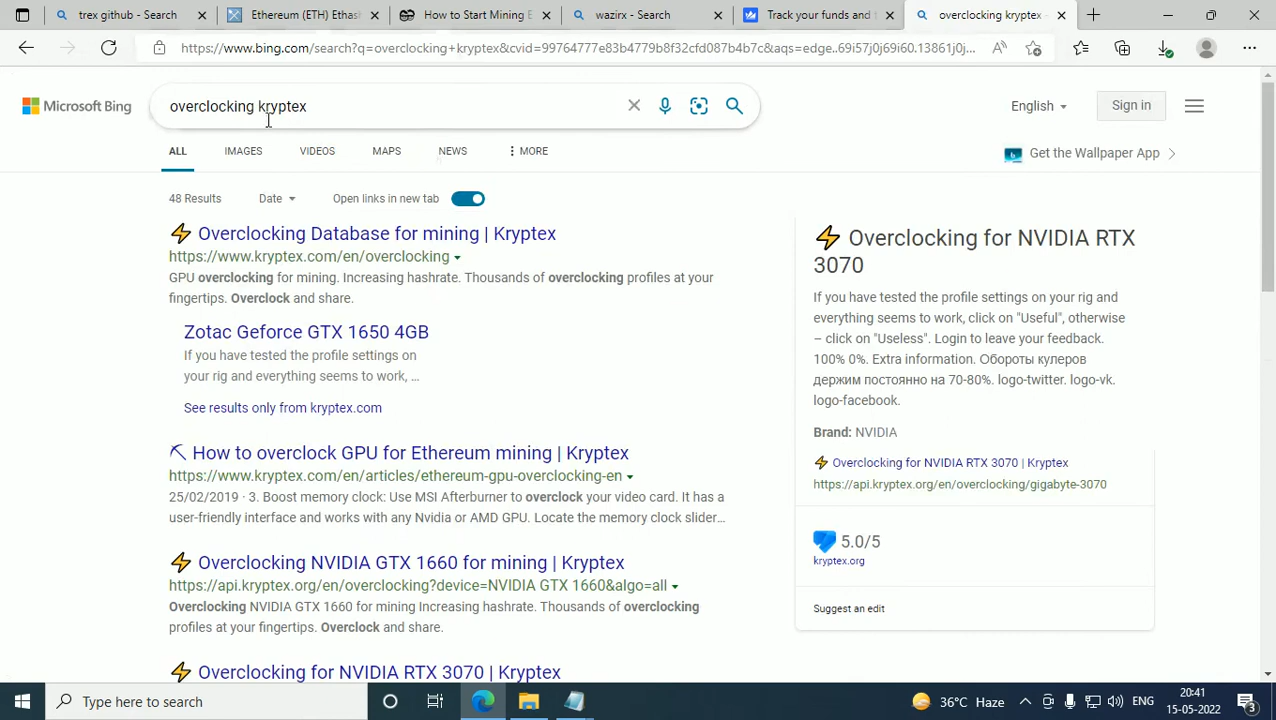 trex github - Search
Ethereum (ETH) Ethash
How to Start Mining E
wazirx - Search
Track your funds and t
overclocking kryptex -
https://www.bing.com/search?q=overclocking+kryptex&cvid=99764777e83b4779b8f32cfd087b4b7c&aqs=edge..69i57j0j69i60.13861j0j...
Microsoft Bing
overclocking kryptex
English
Sign in
ALL
IMAGES
VIDEOS
MAPS
NEWS
MORE
Get the Wallpaper App
48 Results
Date
Open links in new tab
Overclocking Database for mining | Kryptex
https://www.kryptex.com/en/overclocking
GPU overclocking for mining. Increasing hashrate. Thousands of overclocking profiles at your
fingertips. Overclock and share.
Zotac Geforce GTX 1650 4GB
If you have tested the profile settings on
your rig and everything seems to work, ...
See results only from kryptex.com
How to overclock GPU for Ethereum mining | Kryptex
https://www.kryptex.com/en/articles/ethereum-gpu-overclocking-en
25/02/2019 · 3. Boost memory clock: Use MSI Afterburner to overclock your video card. It has a
user-friendly interface and works with any Nvidia or AMD GPU. Locate the memory clock slider...
Overclocking NVIDIA GTX 1660 for mining | Kryptex
https://api.kryptex.org/en/overclocking?device=NVIDIA GTX 1660&algo=all
Overclocking NVIDIA GTX 1660 for mining Increasing hashrate. Thousands of overclocking
profiles at your fingertips. Overclock and share.
Overclocking for NVIDIA RTX 3070 | Kryptex
Overclocking for NVIDIA RTX
3070
If you have tested the profile settings on your rig and
everything seems to work, click on "Useful", otherwise
– click on "Useless". Login to leave your feedback.
100% 0%. Extra information. Обороты кулеров
держим постоянно на 70-80%. logo-twitter. logo-vk.
logo-facebook.
Brand: NVIDIA
Overclocking for NVIDIA RTX 3070 | Kryptex
https://api.kryptex.org/en/overclocking/gigabyte-3070
5.0/5
kryptex.org
Suggest an edit
Type here to search
36°C Haze
ENG
20:41
15-05-2022
3